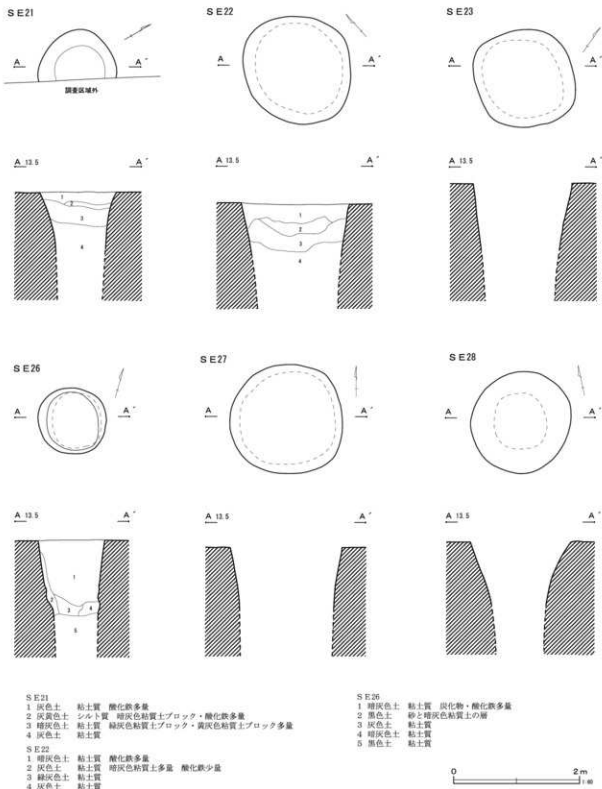 SE21
SE22
SE23
A A´
A A´
A A´
調査区域外
A 13.5 A´
A 13.5 A´
A 13.5 A´
1
2
3
4
1
2
3
4
SE26
SE27
SE28
A A´
A A´
A A´
A 13.5 A´
A 13.5 A´
A 13.5 A´
1
2
3
4
5
SE21
1 灰色土 粘土質 酸化鉄多量
2 灰黄色土 シルト質 暗灰色粘質土ブロック・酸化鉄多量
3 暗灰色土 粘土質 緑灰色粘質土ブロック・黄灰色粘質土ブロック多量
4 灰色土 粘土質
SE22
1 暗灰色土 粘土質 酸化鉄多量
2 灰色土 粘土質 暗灰色粘質土多量 酸化鉄少量
3 緑灰色土 粘土質
4 灰色土 粘土質
SE26
1 暗灰色土 粘土質 炭化物・酸化鉄多量
2 黒色土 砂と暗灰色粘質土の層
3 灰色土 粘土質
4 暗灰色土 粘土質
5 黒色土 粘土質
0 2m